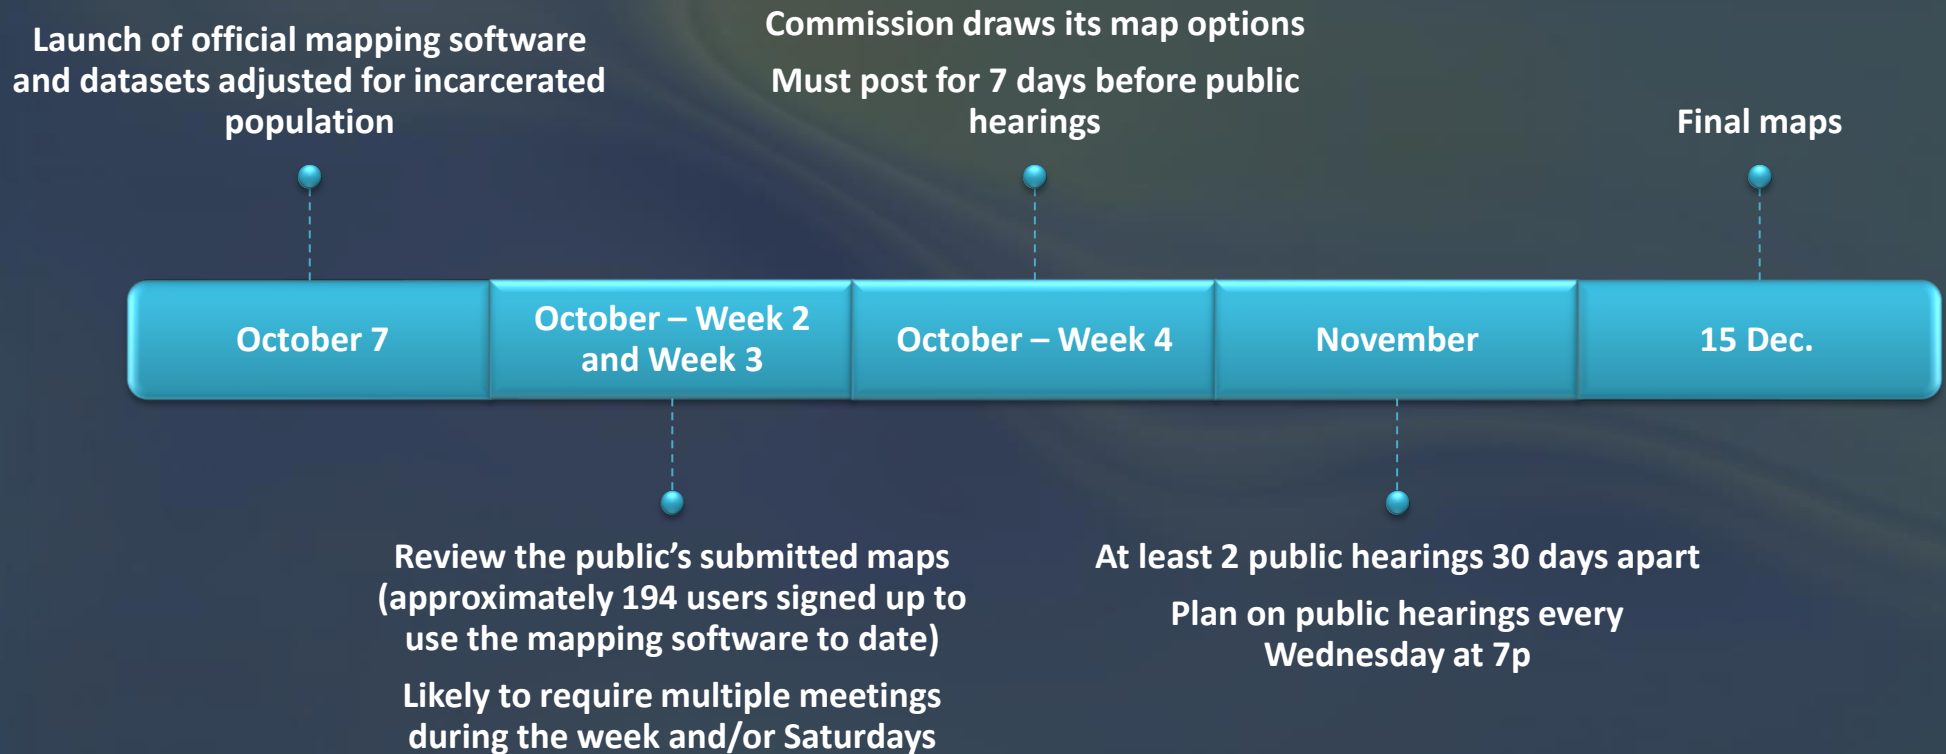 Launch of official mapping software
and datasets adjusted for incarcerated
population
Commission draws its map options
Must post for 7 days before public
hearings
Final maps
October 7
October – Week 2
and Week 3
October – Week 4
November
15 Dec.
Review the public’s submitted maps
(approximately 194 users signed up to
use the mapping software to date)
Likely to require multiple meetings
during the week and/or Saturdays
At least 2 public hearings 30 days apart
Plan on public hearings every
Wednesday at 7p